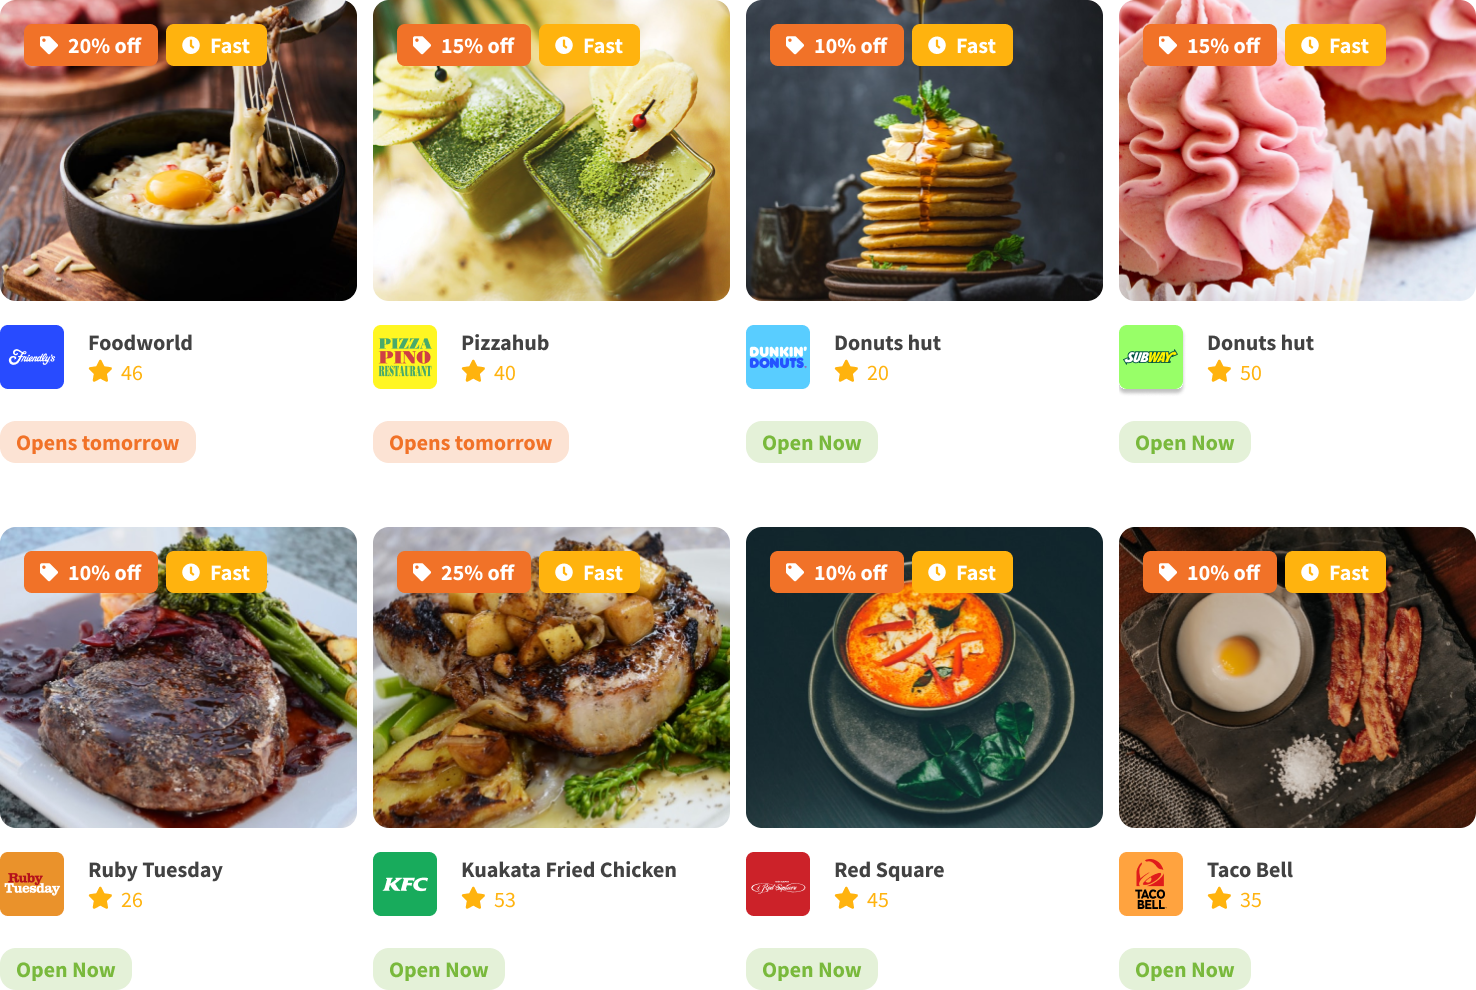 20% off Fast
15% off Fast
10% off Fast
15% off Fast
Friendly's
Foodworld
46
PIZZA
PINO
RESTAURANT
Pizzahub
40
DUNKIN'
DONUTS
Donuts hut
20
SUBWAY
Donuts hut
50
Opens tomorrow
Opens tomorrow
Open Now
Open Now
10% off Fast
25% off Fast
10% off Fast
10% off Fast
Ruby
Tuesday
Ruby Tuesday
26
KFC
Kuakata Fried Chicken
53
Red Square
Red Square
45
TACO
BELL
Taco Bell
35
Open Now
Open Now
Open Now
Open Now